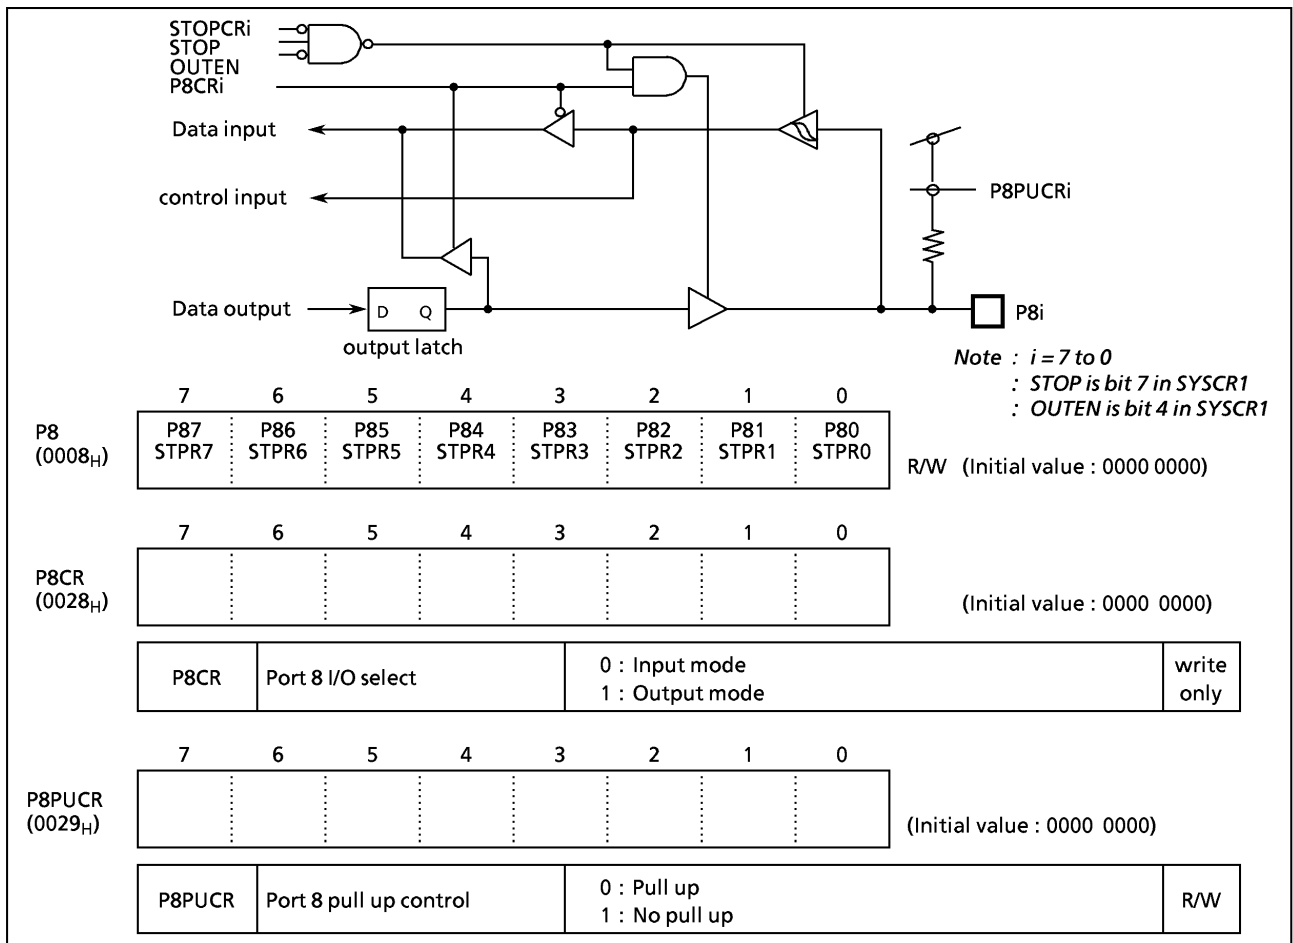 STOPCRi
STOP
OUTEN
P8CRi
Data input
control input
P8PUCRi
Data output
D Q
output latch
P8i
Note : i = 7 to 0
: STOP is bit 7 in SYSCR1
: OUTEN is bit 4 in SYSCR1
7 6 5 4 3 2 1 0
P8
(0008H)
P87 P86 P85 P84 P83 P82 P81 P80
STPR7 STPR6 STPR5 STPR4 STPR3 STPR2 STPR1 STPR0
R/W (Initial value : 0000 0000)
7 6 5 4 3 2 1 0
P8CR
(0028H)
(Initial value : 0000 0000)
P8CR Port 8 I/O select
0 : Input mode
1 : Output mode
write
only
7 6 5 4 3 2 1 0
P8PUCR
(0029H)
(Initial value : 0000 0000)
P8PUCR Port 8 pull up control
0 : Pull up
1 : No pull up
R/W